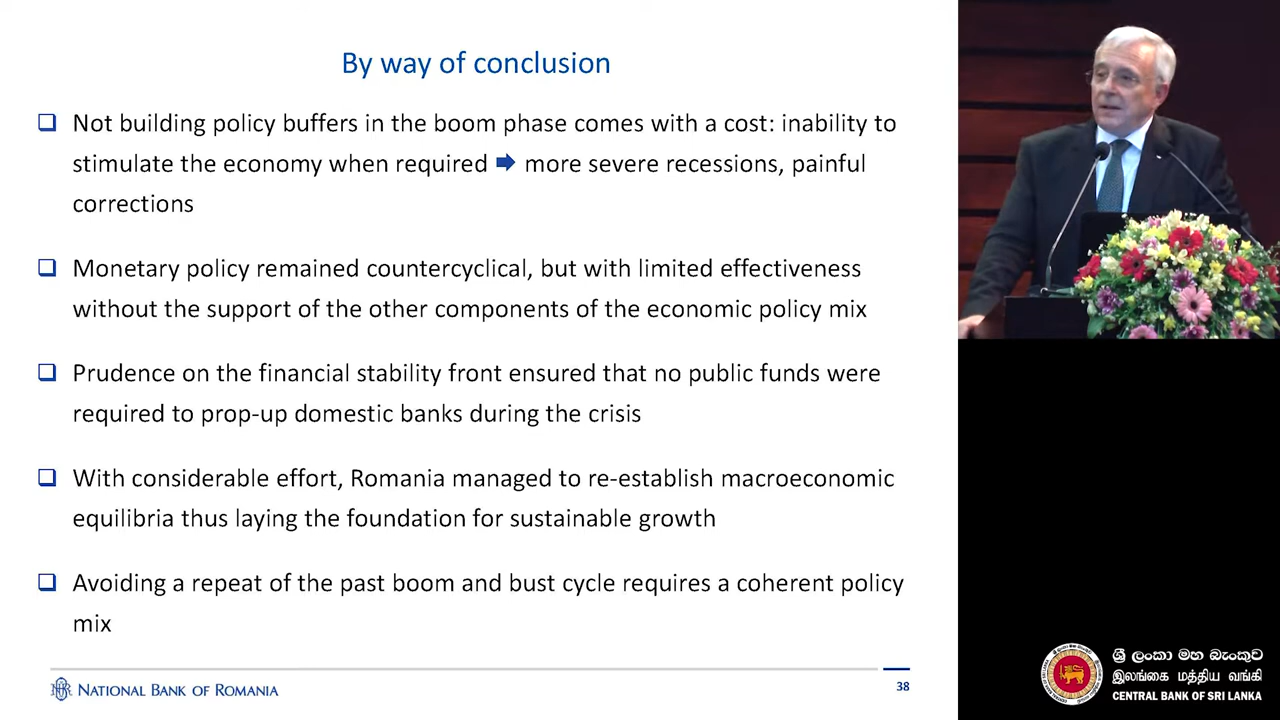 By way of conclusion
❑ Not building policy buffers in the boom phase comes with a cost: inability to
stimulate the economy when required ➡ more severe recessions, painful
corrections
❑ Monetary policy remained countercyclical, but with limited effectiveness
without the support of the other components of the economic policy mix
❑ Prudence on the financial stability front ensured that no public funds were
required to prop-up domestic banks during the crisis
❑ With considerable effort, Romania managed to re-establish macroeconomic
equilibria thus laying the foundation for sustainable growth
❑ Avoiding a repeat of the past boom and bust cycle requires a coherent policy
mix
NATIONAL BANK OF ROMANIA
38
ශ්‍රී ලංකා මහ බැංකුව
இலங்கை மத்திய வங்கி
CENTRAL BANK OF SRI LANKA